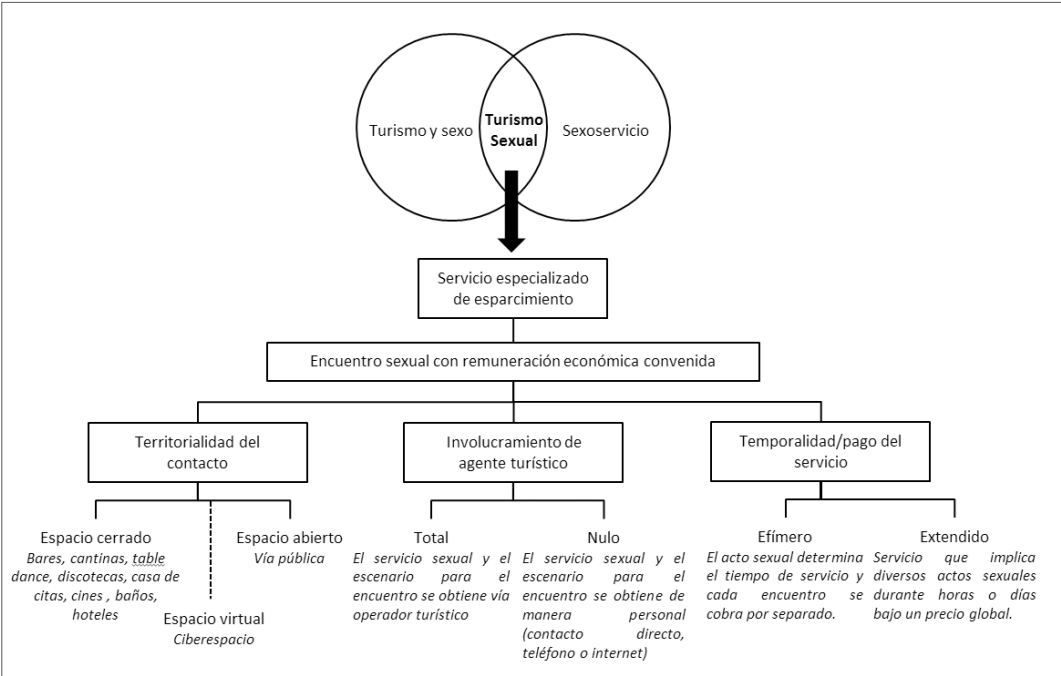 Turismo y sexo
Turismo
Sexual
Sexoservicio
Servicio especializado
de esparcimiento
Encuentro sexual con remuneración económica convenida
Territorialidad del
contacto
Involucramiento de
agente turístico
Temporalidad/pago del
servicio
Espacio cerrado
Bares, cantinas, table
dance, discotecas, casa de
citas, cines , baños,
hoteles
Espacio virtual
Ciberespacio
Espacio abierto
Vía pública
Total
El servicio sexual y el
escenario para el
encuentro se obtiene vía
operador turístico
Nulo
El servicio sexual y el
escenario para el
encuentro se obtiene de
manera personal
(contacto directo,
teléfono o internet)
Efímero
El acto sexual determina
el tiempo de servicio y
cada encuentro se
cobra por separado.
Extendido
Servicio que implica
diversos actos sexuales
durante horas o días
bajo un precio global.